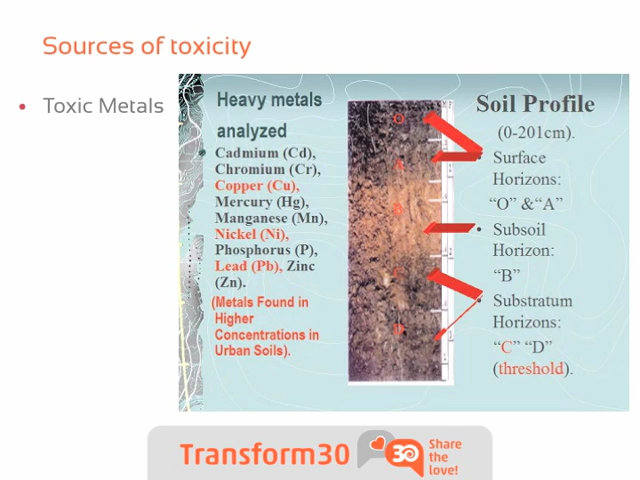 Sources of toxicity
• Toxic Metals
Heavy metals
analyzed
• Cadmium (Cd),
Chromium (Cr),
Copper (Cu),
Mercury (Hg),
Manganese (Mn),
Nickel (Ni),
Phosphorus (P),
Lead (Pb), Zinc
(Zn).
(Metals Found in
Higher
Concentrations in
Urban Soils).
O
A
B
C
D
Soil Profile
(0-201cm).
• Surface
Horizons:
“O” &“A”
• Subsoil
Horizon:
“B”
• Substratum
Horizons:
“C” “D”
(threshold).
Transform30
30
Share
the
love!